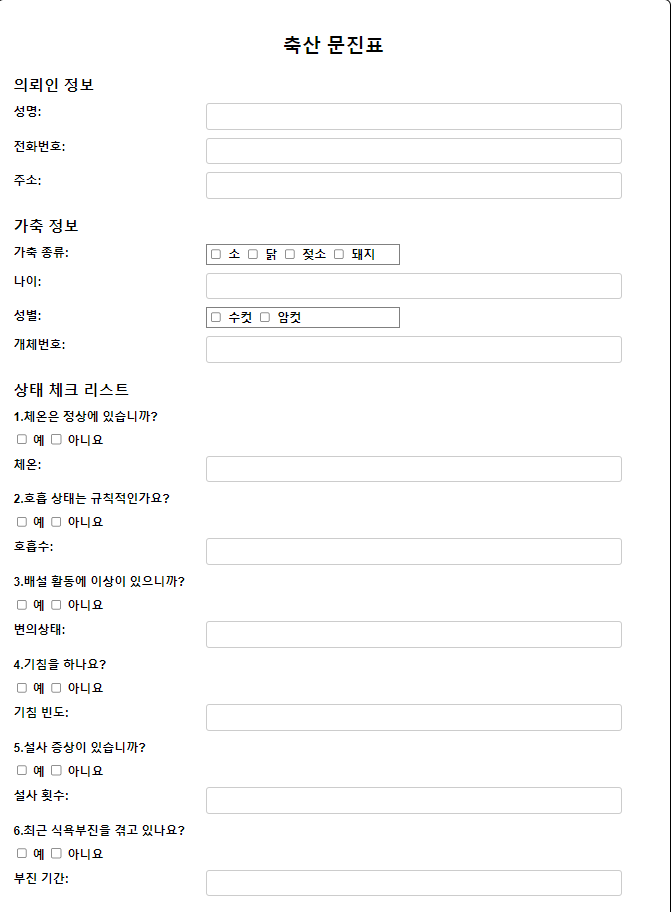 축산 문진표
의뢰인 정보
성명:
전화번호:
주소:
가축 정보
가축 종류: 소 닭 젖소 돼지
나이:
성별: 수컷 암컷
개체번호:
상태 체크 리스트
1.체온은 정상에 있습니까?
예 아니요
체온:
2.호흡 상태는 규칙적인가요?
예 아니요
호흡수:
3.배설 활동에 이상이 있으니까?
예 아니요
변의상태:
4.기침을 하나요?
예 아니요
기침 빈도:
5.설사 증상이 있습니까?
예 아니요
설사 횟수:
6.최근 식욕부진을 겪고 있나요?
예 아니요
부진 기간: